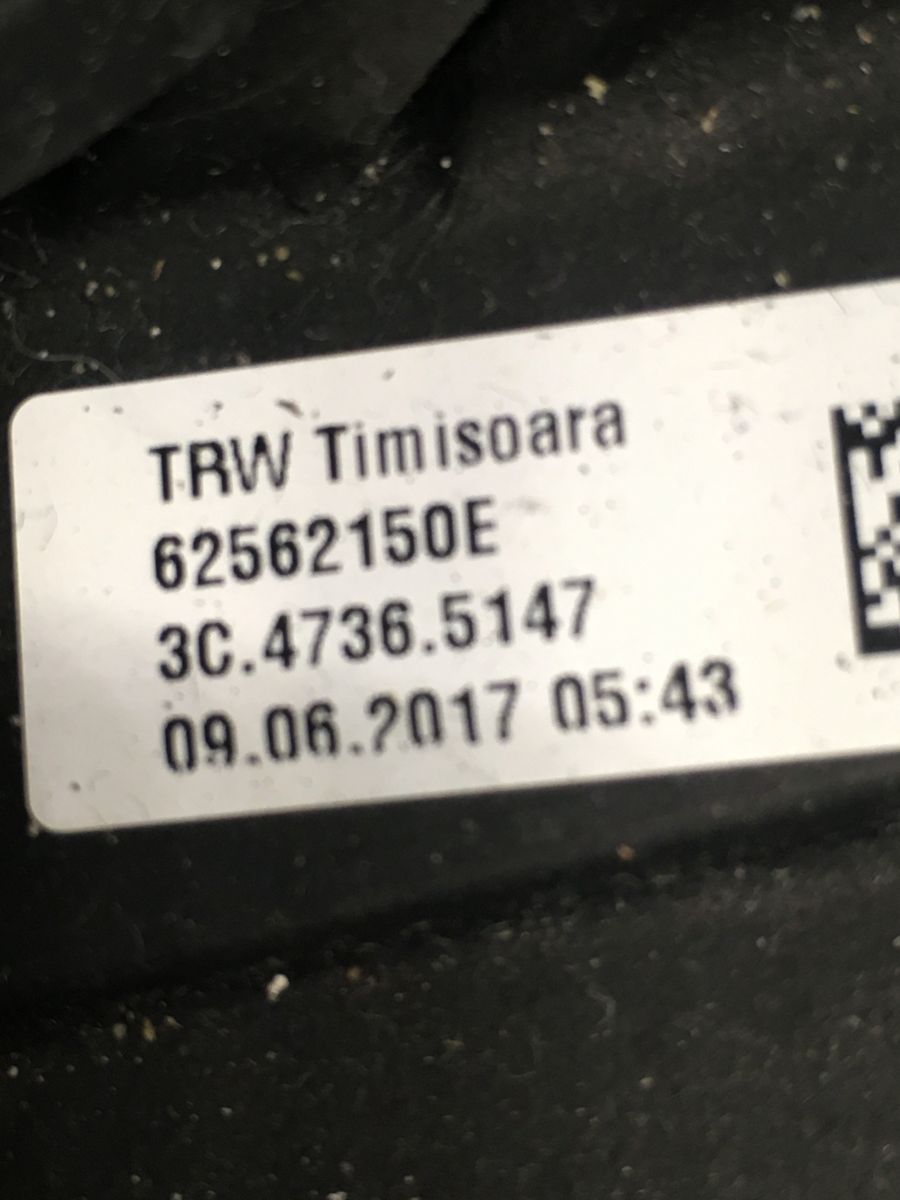 TRW Timisoara
62562150E
3C.4736.5147
09.06.2017 05:43